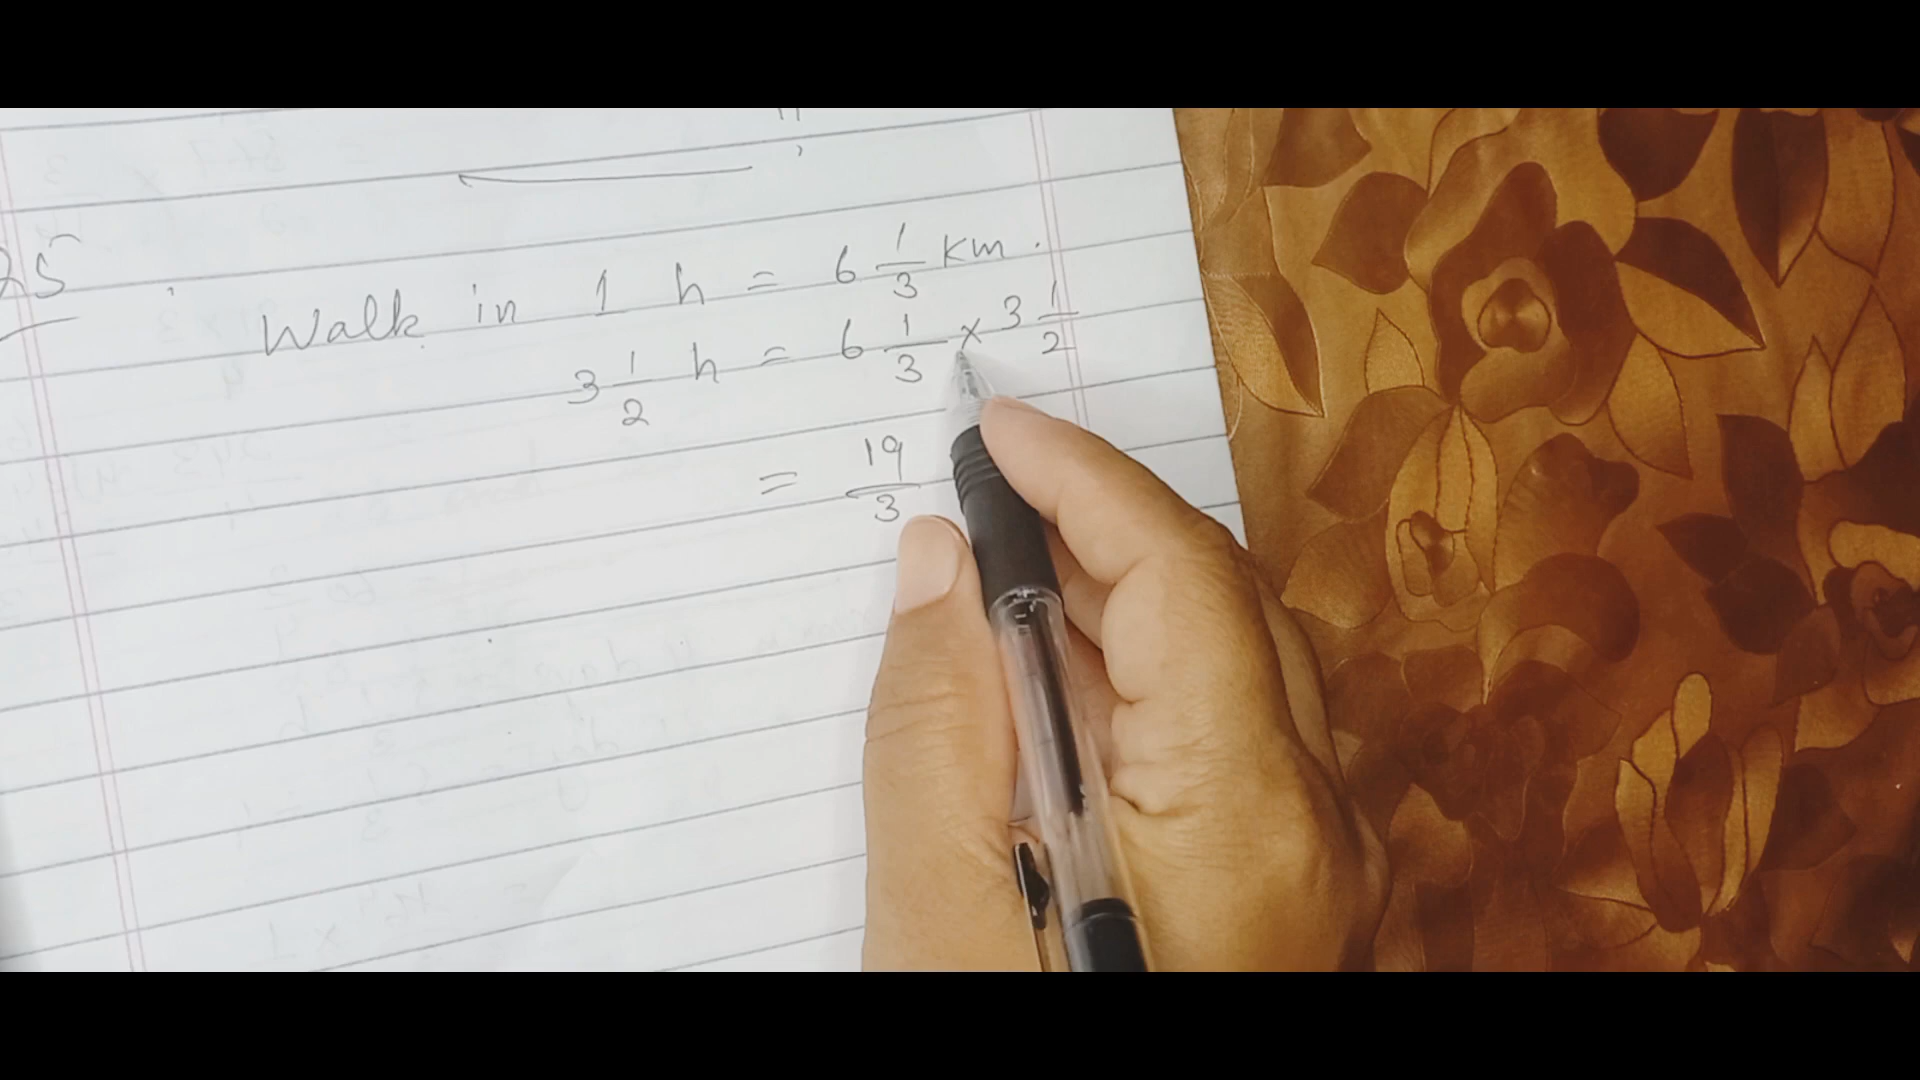 25
Walk in 1 h = 6 1/3 km.
3 1/2 h = 6 1/3 × 3 1/2
= 19/3